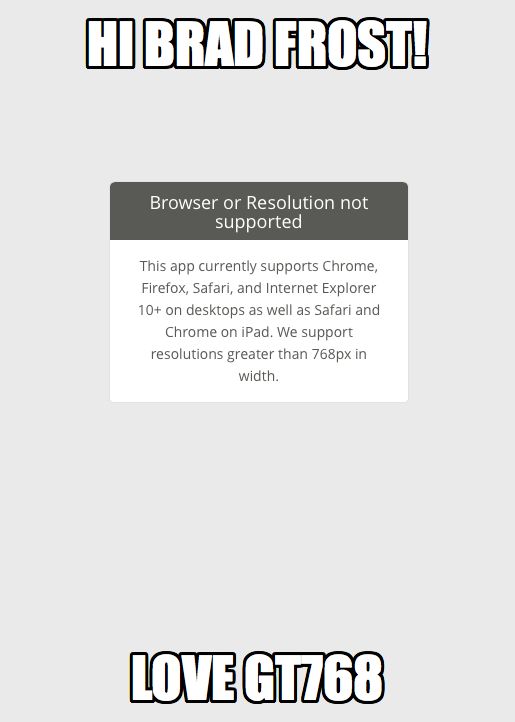 HI BRAD FROST!
Browser or Resolution not
supported
This app currently supports Chrome,
Firefox, Safari, and Internet Explorer
10+ on desktops as well as Safari and
Chrome on iPad. We support
resolutions greater than 768px in
width.
LOVE GT768